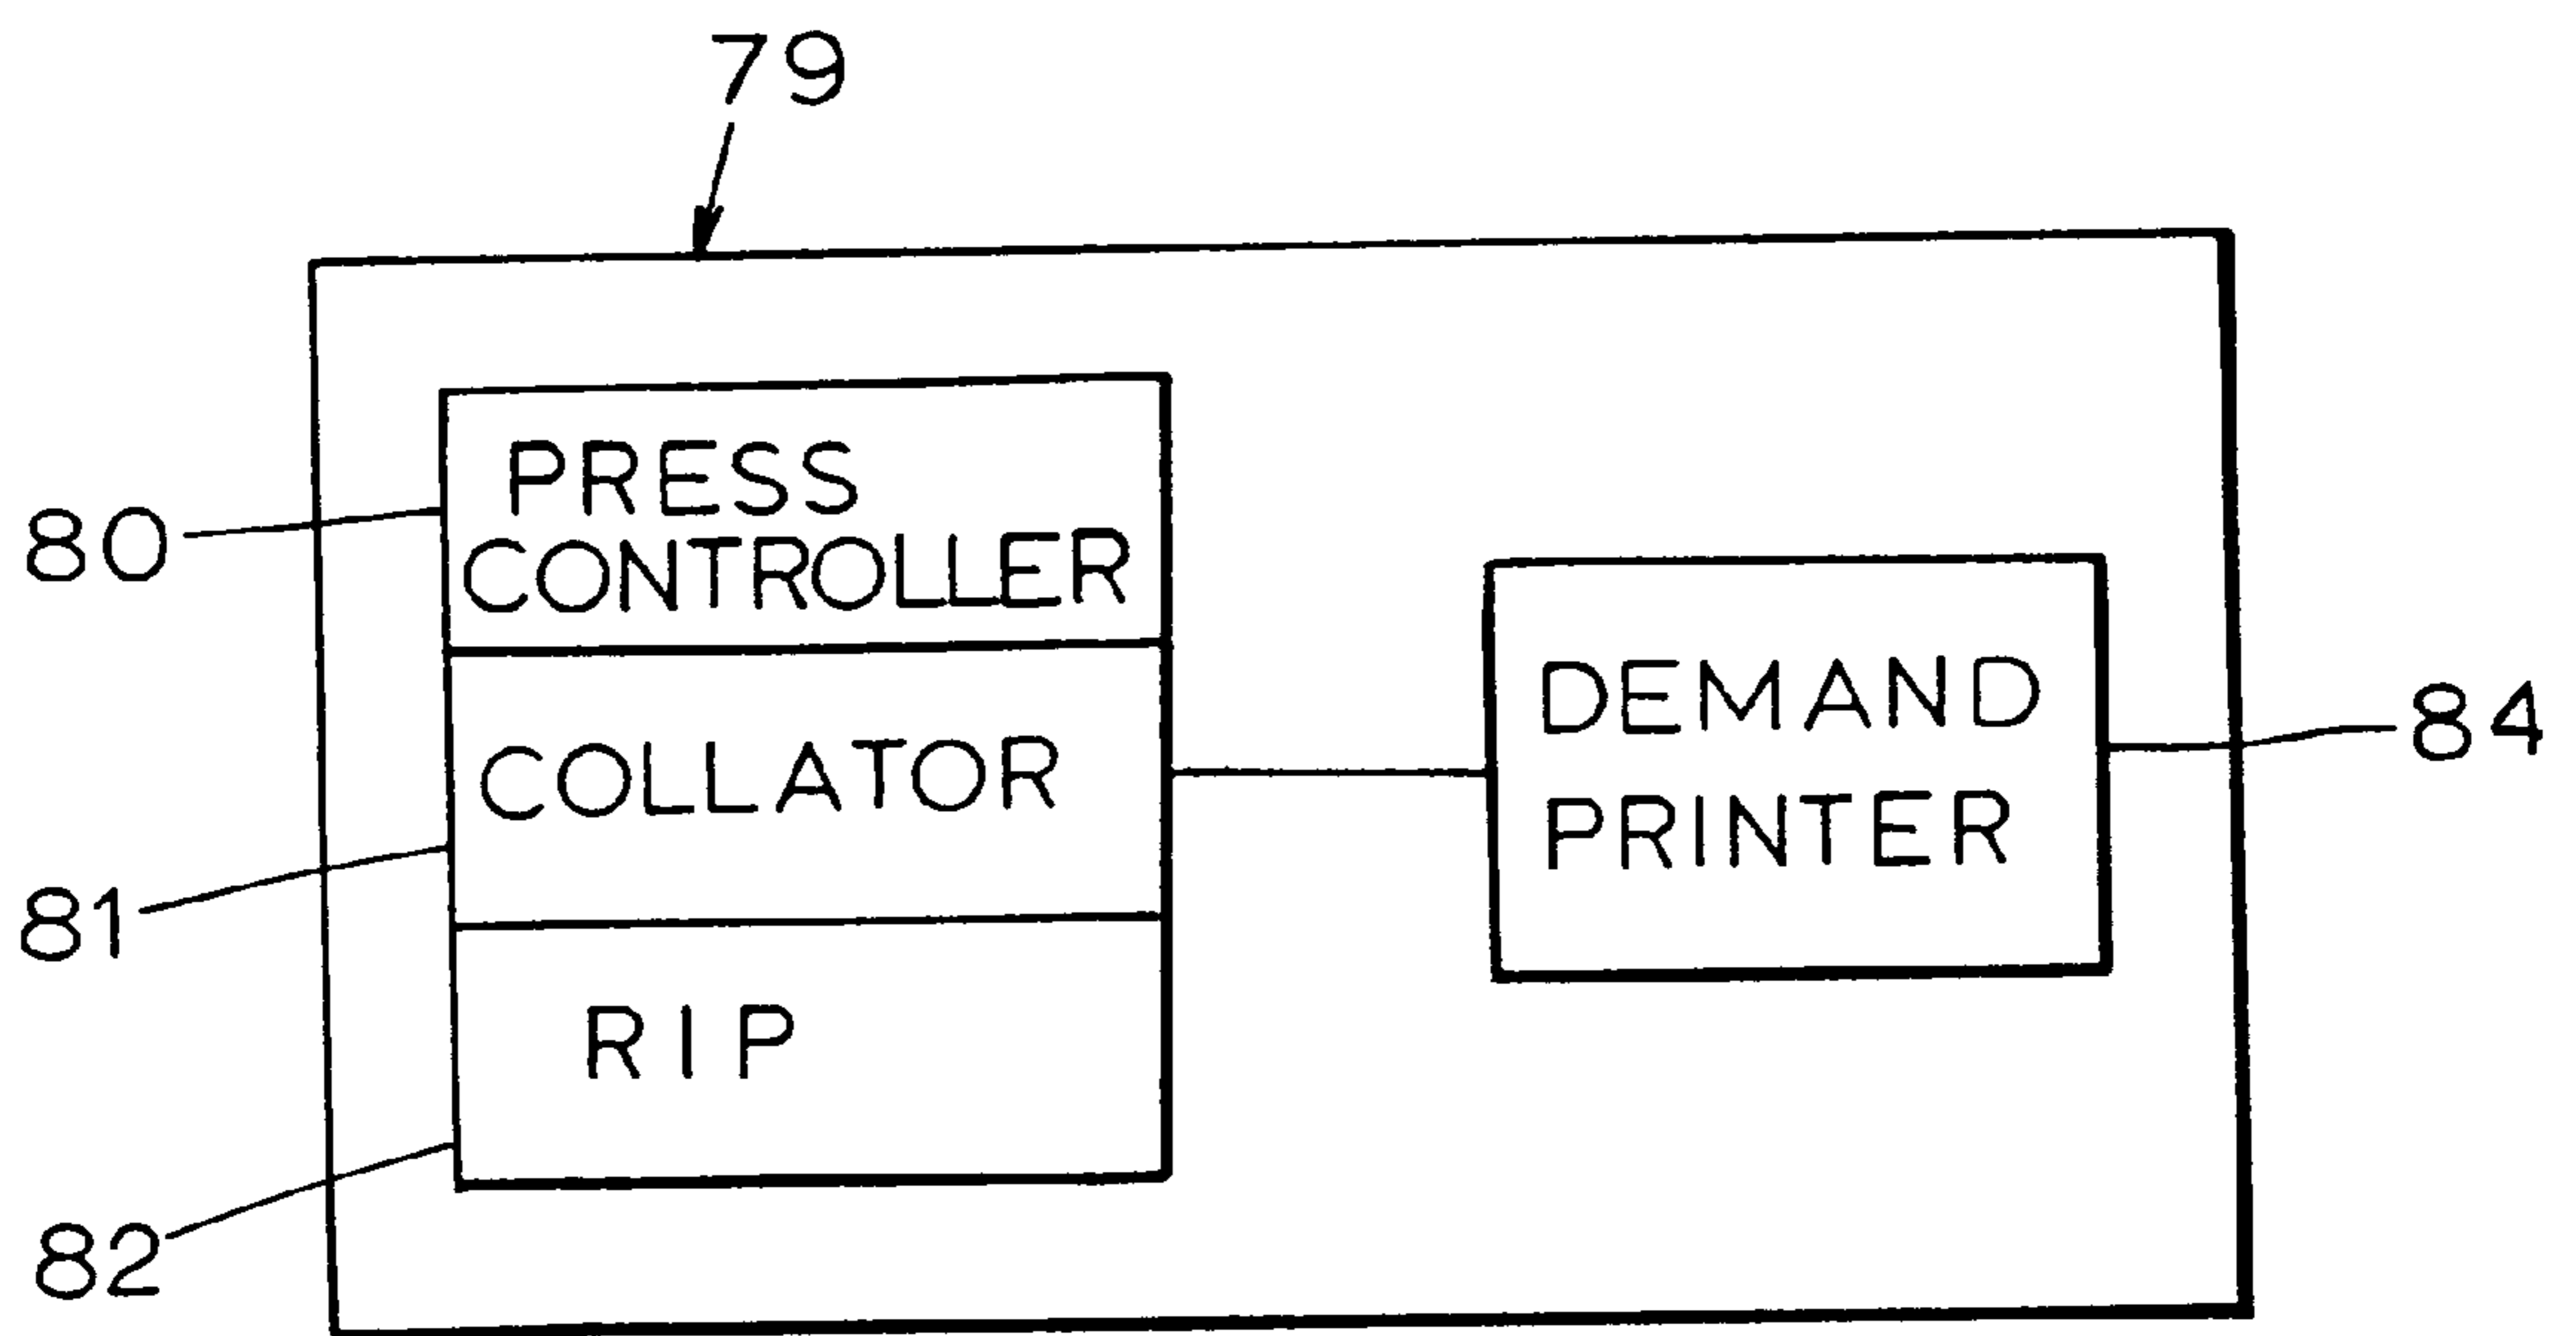 79
PRESS
CONTROLLER
80
COLLATOR
81
RIP
82
DEMAND
PRINTER
84